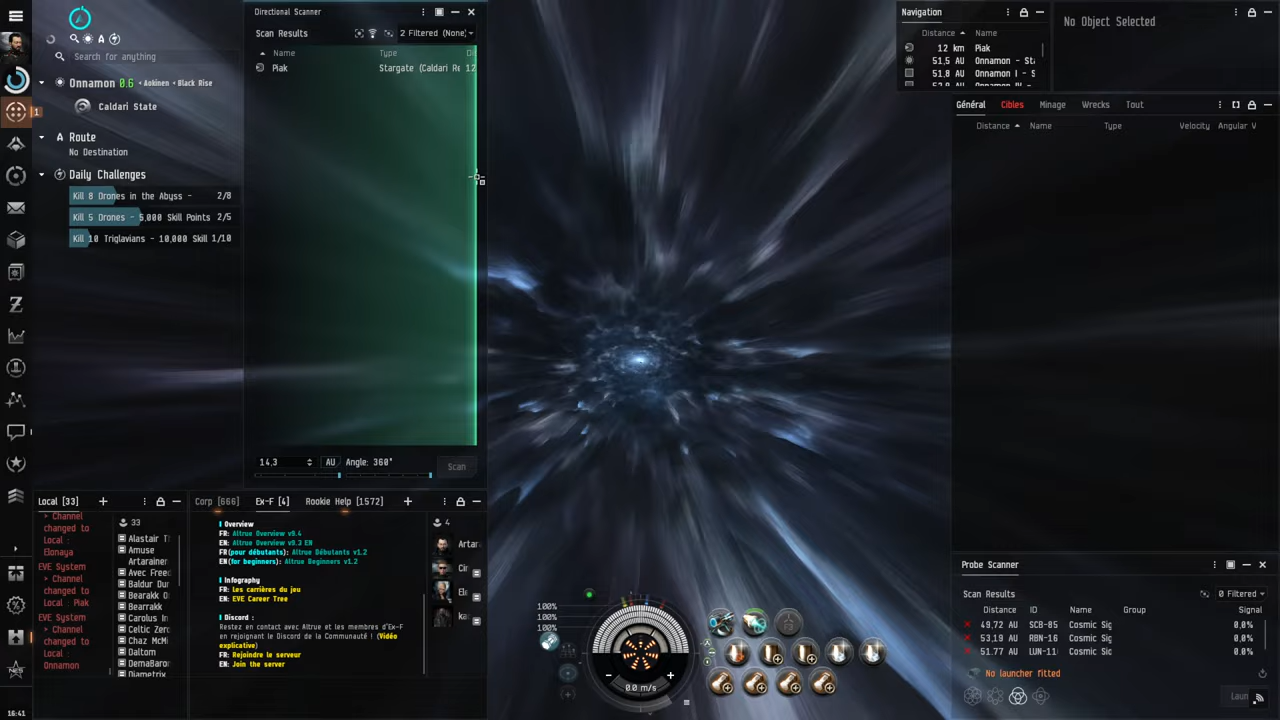 Search for anything
Onnamon 0.6 < Aokinen < Black Rise
Caldari State
Route
No Destination
Daily Challenges
Kill 8 Drones in the Abyss - 2/8
Kill 5 Drones - 5,000 Skill Points 2/5
Kill 10 Triglavians - 10,000 Skill 1/10
1
16:41
Directional Scanner
Scan Results
2 Filtered (None)
Name Type Di
Piak Stargate (Caldari Re 12
14,3 AU Angle: 360° Scan
Local [33]
33
> Channel
changed to
Local :
Elonaya
EVE System
> Channel
changed to
Local : Piak
EVE System
> Channel
changed to
Local :
Onnamon
Alastair T
Amuse
Artarainer
Avec Free
Baldur Dur
Bearakk O
Bearrakk
Carolus In
Celtic Zer
Chaz McMi
Daltom
DemaBaror
Diametrix
Corp [666] Ex-F [4] Rookie Help [1572]
Overview
FR: Altrue Overview v9.4
EN: Altrue Overview v9.3 EN
FR(pour débutants): Altrue Débutants v1.2
EN(for beginners): Altrue Beginners v1.2
Infography
FR: Les carrières du jeu
EN: EVE Career Tree
Discord :
Restez en contact avec Altrue et les membres d'Ex-F
en rejoignent le Discord de la Communauté ! (Vidéo
explicative)
FR: Rejoindre le serveur
EN: Join the server
4
Artar
Cir
Ele
ka
100%
100%
100%
0.0 m/s
Navigation
Distance Name
12 km Piak
51,5 AU Onnamon - Sta
51,8 AU Onnamon I - S
No Object Selected
Général Cibles Minage Wrecks Tout
Distance Name Type Velocity Angular V
Probe Scanner
Scan Results
0 Filtered
Distance ID Name Group Signal
49,72 AU SCB-85 Cosmic Sig 0,0%
53,19 AU RBN-16 Cosmic Sig 0,0%
51.77 AU LUN-11 Cosmic Sig 0,0%
No launcher fitted